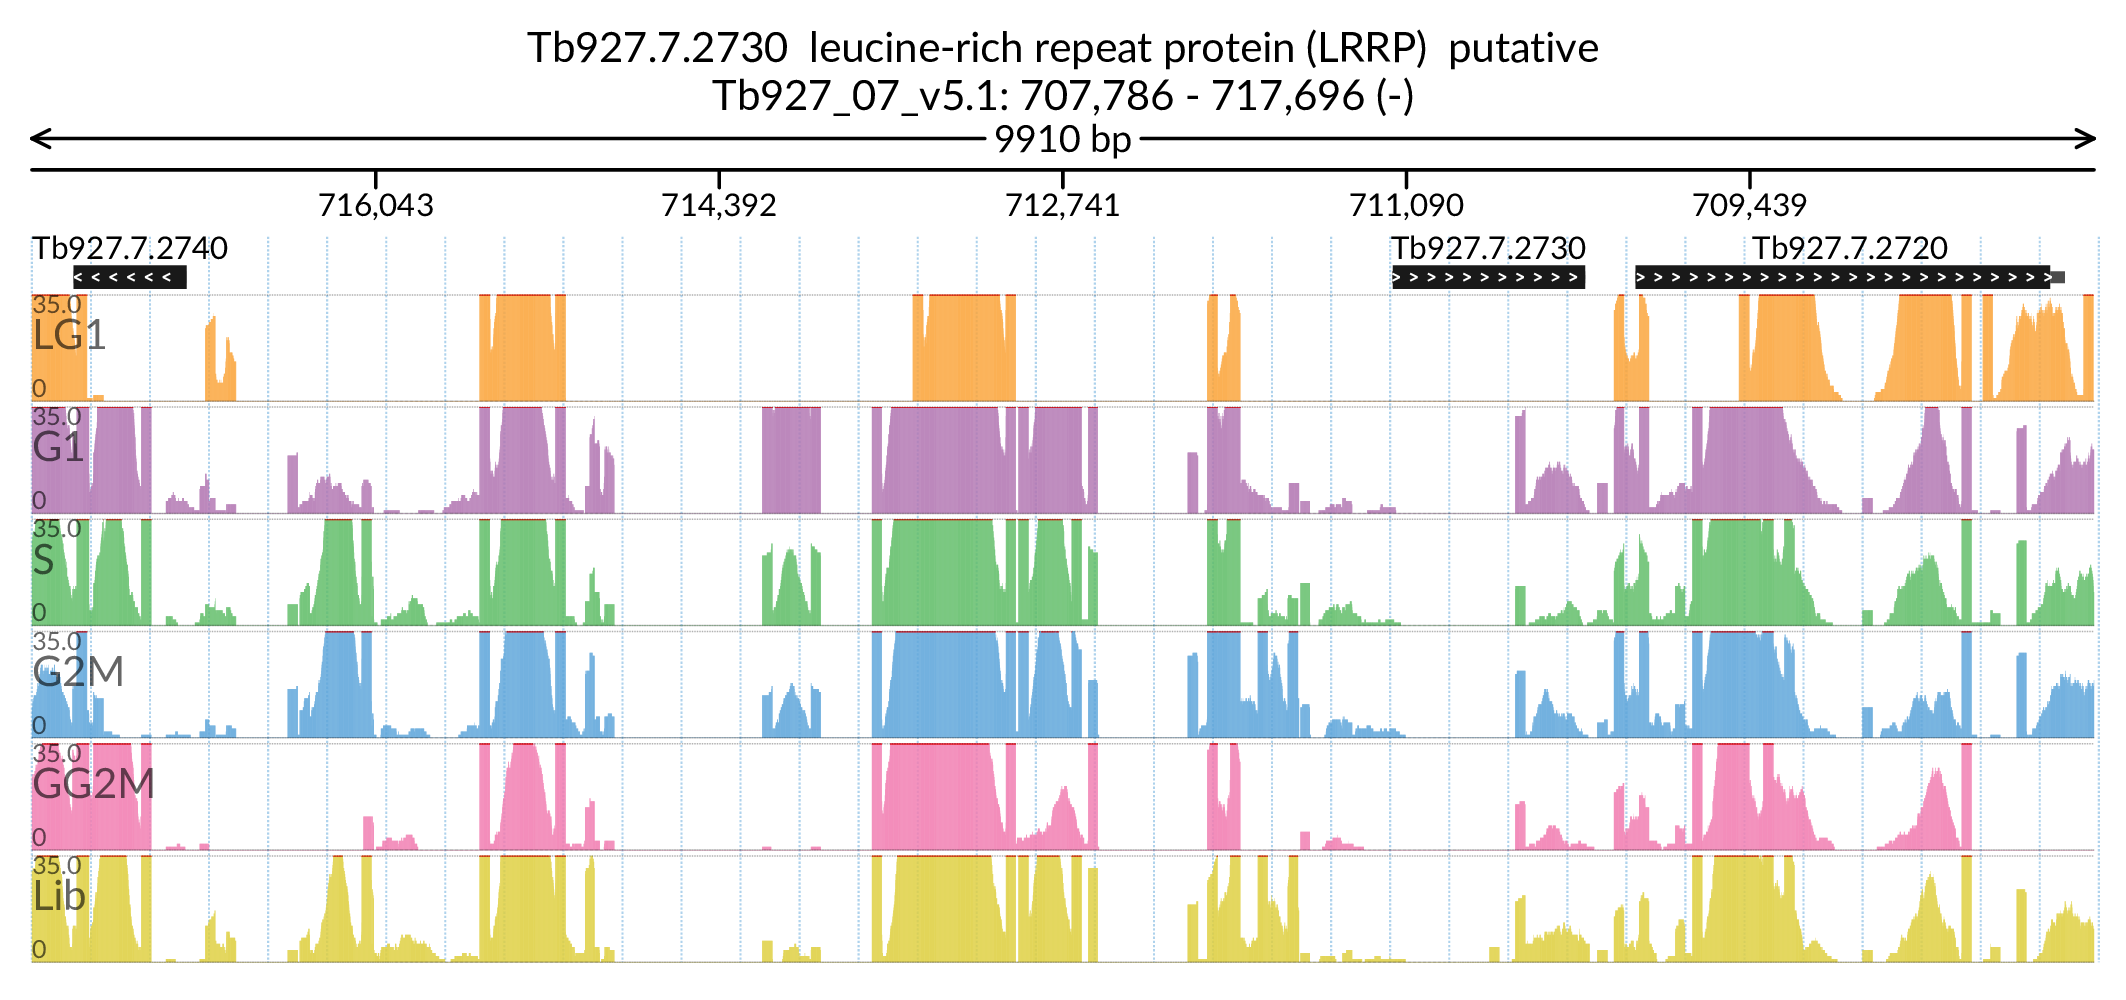 Tb927.7.2730 leucine-rich repeat protein (LRRP) putative
Tb927_07_v5.1: 707,786 - 717,696 (-)
9910 bp
716,043 714,392 712,741 711,090 709,439
Tb927.7.2740 Tb927.7.2730 Tb927.7.2720
35.0
LG1
0
35.0
G1
0
35.0
S
0
35.0
G2M
0
35.0
GG2M
0
35.0
Lib
0